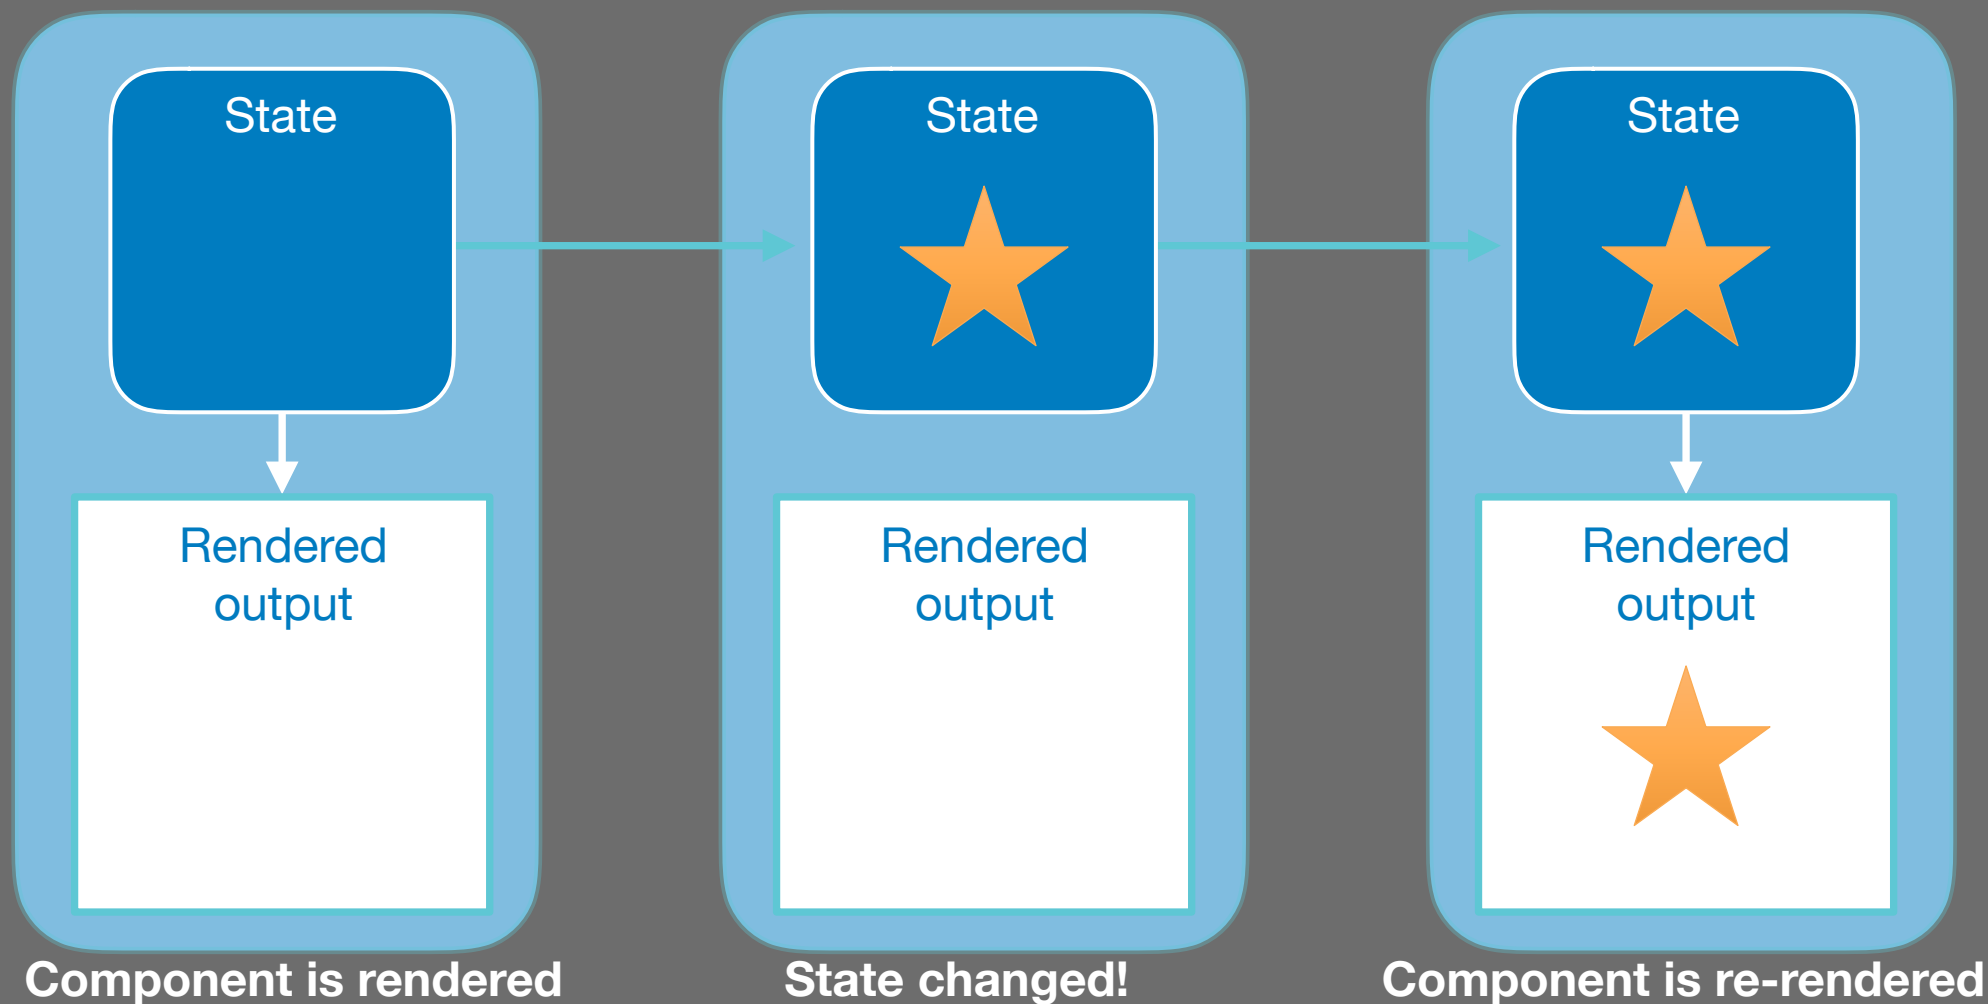 State
Rendered
output
Component is rendered
State
Rendered
output
State changed!
State
Rendered
output
Component is re-rendered